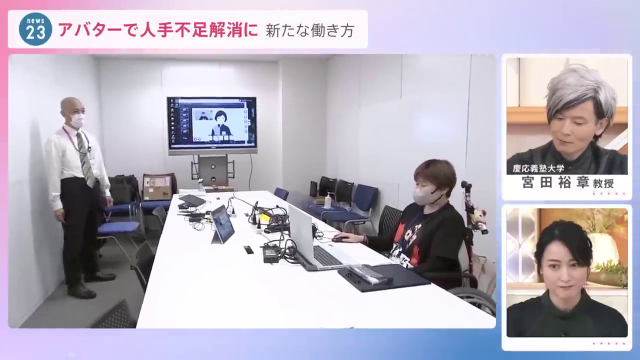 news
23
アバターで人手不足解消に 新たな働き方
慶応義塾大学
宮田裕章 教授